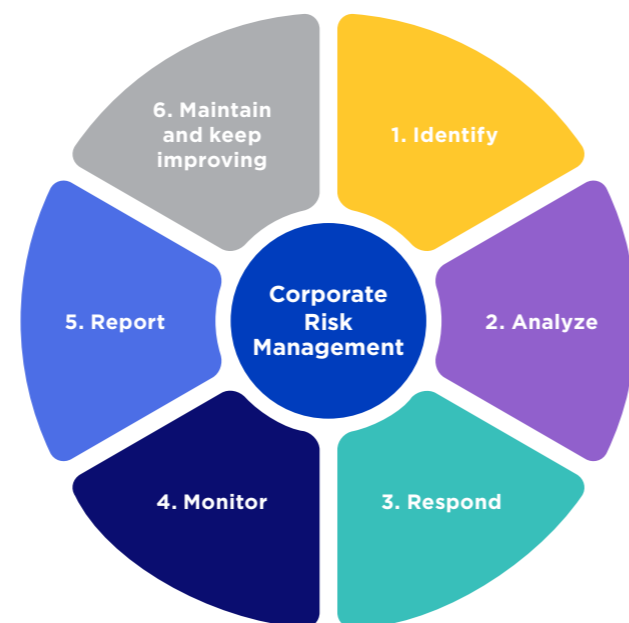 6. Maintain
and keep
improving
1. Identify
Corporate
Risk
Management
5. Report
2. Analyze
4. Monitor
3. Respond